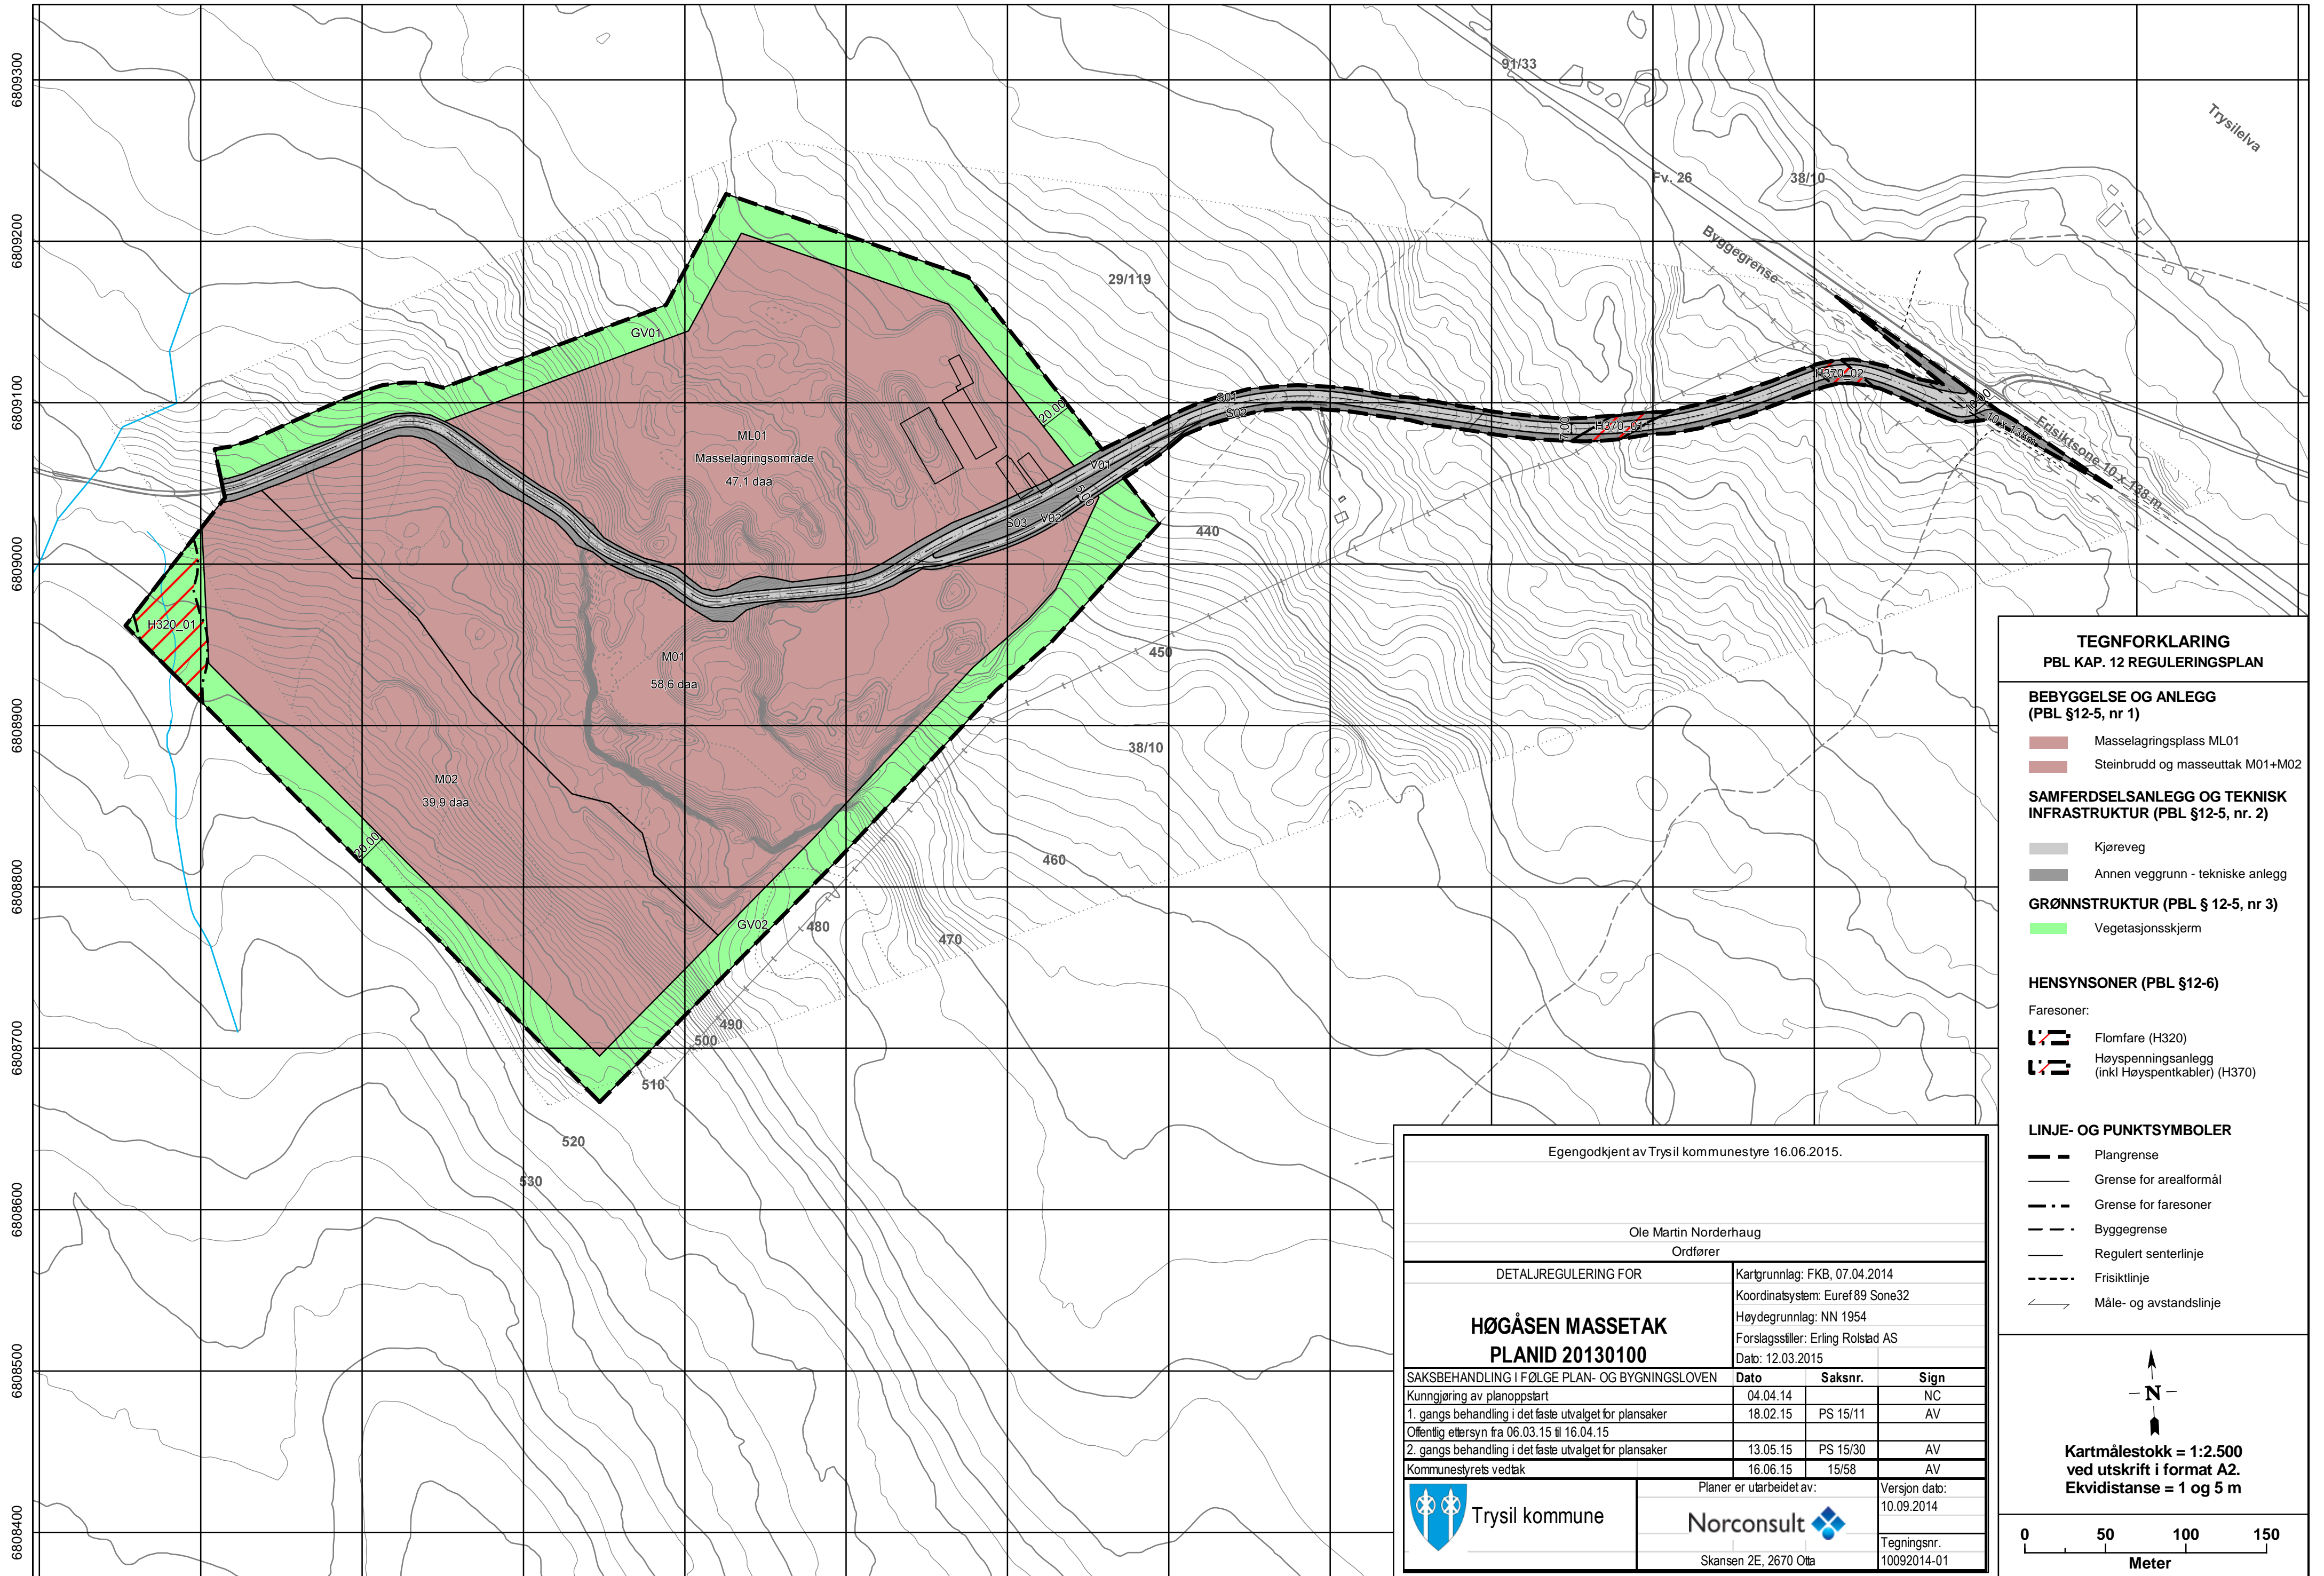 6809300
6809200
6809100
6809000
6808900
6808800
6808700
6808600
6808500
6808400
91/33
Trysilelva
Fv. 26
38/10
Byggegrense
29/119
GV01
H370_02
S01
S02
20.00
7.00
H370_01
10 x 138m
Frisiktsone 10 x 138 m
ML01
Masselagringsområde
47,1 daa
V01
5.00
S03
V02
440
H320_01
M01
58,6 daa
450
38/10
M02
39,9 daa
20.00
460
GV02
480
470
490
500
510
520
530
TEGNFORKLARING
PBL KAP. 12 REGULERINGSPLAN
BEBYGGELSE OG ANLEGG
(PBL §12-5, nr 1)
Masselagringsplass ML01
Steinbrudd og masseuttak M01+M02
SAMFERDSELSANLEGG OG TEKNISK
INFRASTRUKTUR (PBL §12-5, nr. 2)
Kjøreveg
Annen veggrunn - tekniske anlegg
GRØNNSTRUKTUR (PBL § 12-5, nr 3)
Vegetasjonsskjerm
HENSYNSONER (PBL §12-6)
Faresoner:
Flomfare (H320)
Høyspenningsanlegg
(inkl Høyspentkabler) (H370)
LINJE- OG PUNKTSYMBOLER
Plangrense
Grense for arealformål
Grense for faresoner
Byggegrense
Regulert senterlinje
Frisiktlinje
Måle- og avstandslinje
N
Kartmålestokk = 1:2.500
ved utskrift i format A2.
Ekvidistanse = 1 og 5 m
0 50 100 150
Meter
Egengodkjent av Trysil kommunestyre 16.06.2015.
Ole Martin Norderhaug
Ordfører
DETALJREGULERING FOR
HØGÅSEN MASSETAK
PLANID 20130100
Kartgrunnlag: FKB, 07.04.2014
Koordinatsystem: Euref 89 Sone32
Høydegrunnlag: NN 1954
Forslagsstiller: Erling Rolstad AS
Dato: 12.03.2015
SAKSBEHANDLING I FØLGE PLAN- OG BYGNINGSLOVEN Dato Saksnr. Sign
Kunngjøring av planoppstart 04.04.14 NC
1. gangs behandling i det faste utvalget for plansaker 18.02.15 PS 15/11 AV
Offentlig ettersyn fra 06.03.15 til 16.04.15
2. gangs behandling i det faste utvalget for plansaker 13.05.15 PS 15/30 AV
Kommunestyrets vedtak 16.06.15 15/58 AV
Trysil kommune
Planer er utarbeidet av:
Norconsult
Skansen 2E, 2670 Otta
Versjon dato:
10.09.2014
Tegningsnr.
10092014-01